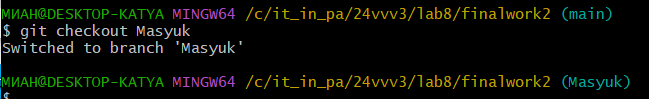 МИАН@DESKTOP-KATYA MINGW64 /c/it_in_pa/24vvv3/lab8/finalwork2 (main)
$ git checkout Masyuk
Switched to branch 'Masyuk'
МИАН@DESKTOP-KATYA MINGW64 /c/it_in_pa/24vvv3/lab8/finalwork2 (Masyuk)
$